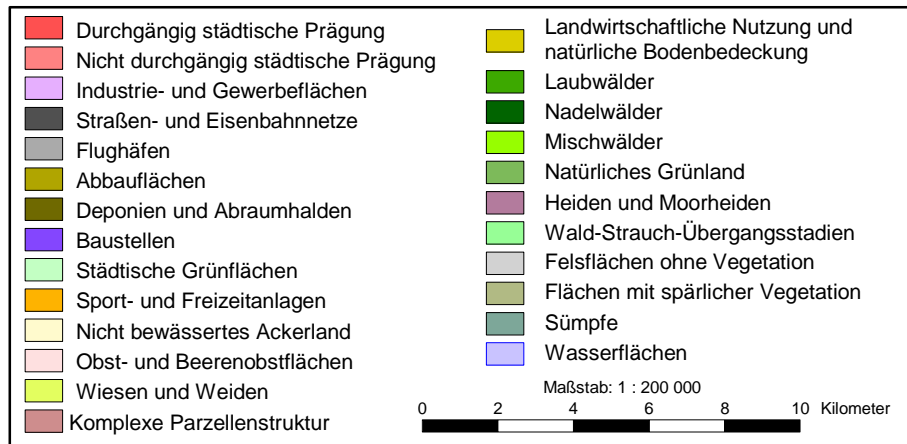 Durchgängig städtische Prägung
Nicht durchgängig städtische Prägung
Industrie- und Gewerbeflächen
Straßen- und Eisenbahnnetze
Flughäfen
Abbauflächen
Deponien und Abraumhalden
Baustellen
Städtische Grünflächen
Sport- und Freizeitanlagen
Nicht bewässertes Ackerland
Obst- und Beerenobstflächen
Wiesen und Weiden
Komplexe Parzellenstruktur
Landwirtschaftliche Nutzung und
natürliche Bodenbedeckung
Laubwälder
Nadelwälder
Mischwälder
Natürliches Grünland
Heiden und Moorheiden
Wald-Strauch-Übergangsstadien
Felsflächen ohne Vegetation
Flächen mit spärlicher Vegetation
Sümpfe
Wasserflächen
Maßstab: 1 : 200 000
0 2 4 6 8 10 Kilometer